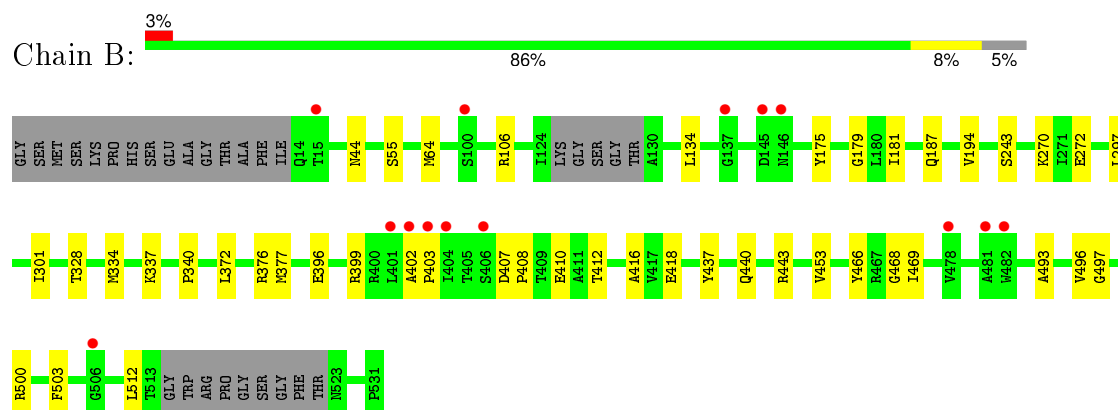 3%
Chain B:
86% 8% 5%
GLY SER MET SER LYS PRO HIS SER GLU ALA GLY THR ALA PHE ILE Q14 T15 N44 S55 M64 S100 R106 I124 LYS GLY SER GLY THR A130 L134 G137 D145 N146 Y175 G179 L180 I181 Q187 V194 S243 K270 I271 E272
I301 T328 M334 K337 P340 L372 R376 M377 E396 R399 R400 L401 A402 P403 I404 T405 S406 D407 P408 T409 E410 A411 T412 A416 V417 E418 Y437 Q440 R443 V453 Y466 R467 G468 I469 V478 A481 W482 A493 V496 G497
R500 F503 G506 L512 T513 GLY TRP ARG PRO GLY SER GLY PHE THR N523 P531